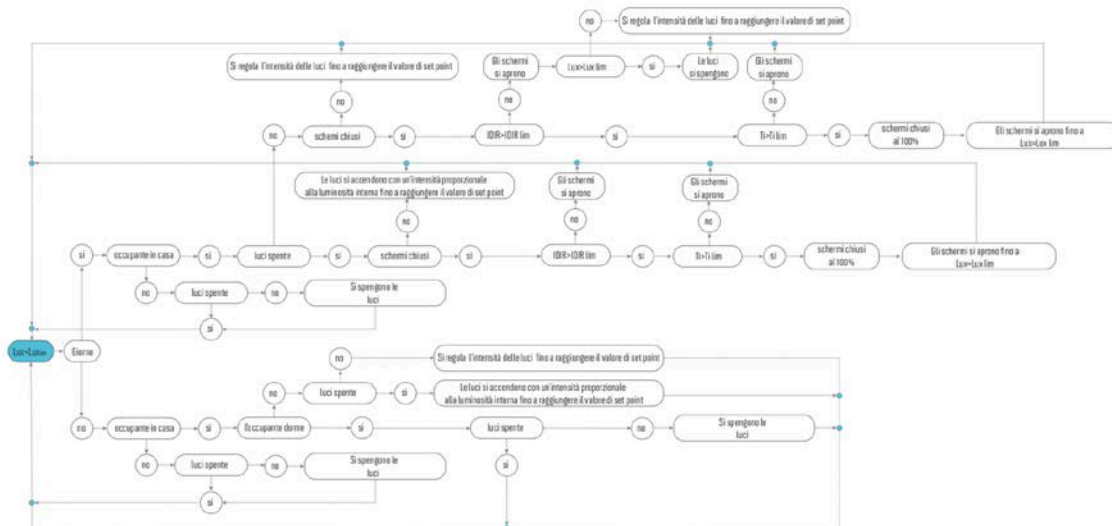 no
Si regola l'intensità delle luci fino a raggiungere il valore di set point
Si regola l'intensità delle luci fino a raggiungere il valore di set point
Gli schermi
si aprono
Lux>Lux lim
si
Le luci
si spengono
Gli schermi
si aprono
no
no
no
no
schermi chiusi
si
IDIR>IDIR lim
si
Ti>Ti lim
si
schermi chiusi
al 100%
Gli schermi si aprono fino a
Lux=Lux lim
Le luci si accendono con un'intensità proporzionale
alla luminosità interna fino a raggiungere il valore di set point
Gli schermi
si aprono
Gli schermi
si aprono
no
no
no
si
occupante in casa
si
luci spente
si
schermi chiusi
si
IDIR>IDIR lim
si
Ti>Ti lim
si
schermi chiusi
al 100%
Gli schermi si aprono fino a
Lux=Lux lim
no
luci spente
no
Si spengono le
luci
si
Giorno
no
Si regola l'intensità delle luci fino a raggiungere il valore di set point
no
luci spente
si
Le luci si accendono con un'intensità proporzionale
alla luminosità interna fino a raggiungere il valore di set point
no
occupante in casa
si
l'occupante dorme
si
luci spente
no
Si spengono le
luci
no
luci spente
no
Si spengono le
luci
si
si